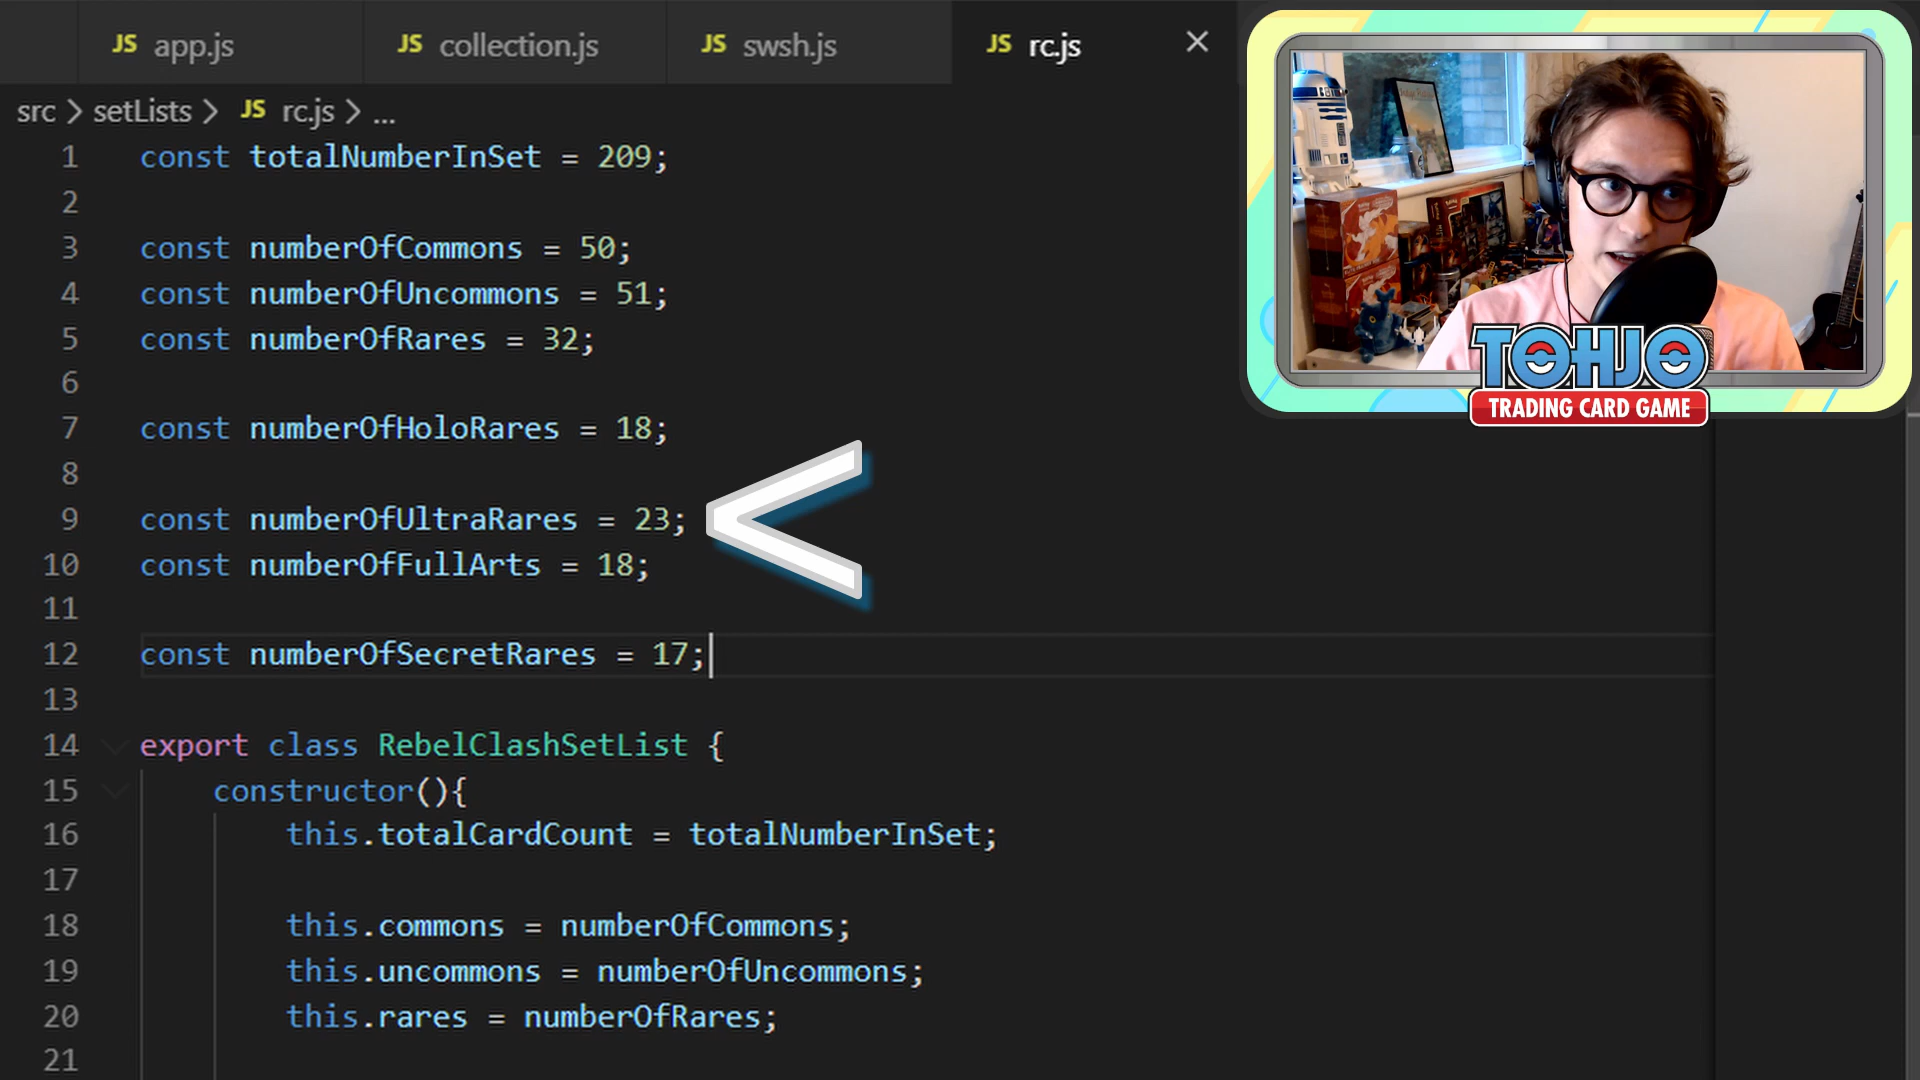 JS app.js
JS collection.js
JS swsh.js
JS rc.js ×
src > setLists > JS rc.js > ...
1 const totalNumberInSet = 209;
2
3 const numberOfCommons = 50;
4 const numberOfUncommons = 51;
5 const numberOfRares = 32;
6
7 const numberOfHoloRares = 18;
8
9 const numberOfUltraRares = 23; <
10 const numberOfFullArts = 18;
11
12 const numberOfSecretRares = 17;
13
14 export class RebelClashSetList {
15 constructor(){
16 this.totalCardCount = totalNumberInSet;
17
18 this.commons = numberOfCommons;
19 this.uncommons = numberOfUncommons;
20 this.rares = numberOfRares;
21
TOHJO
TRADING CARD GAME